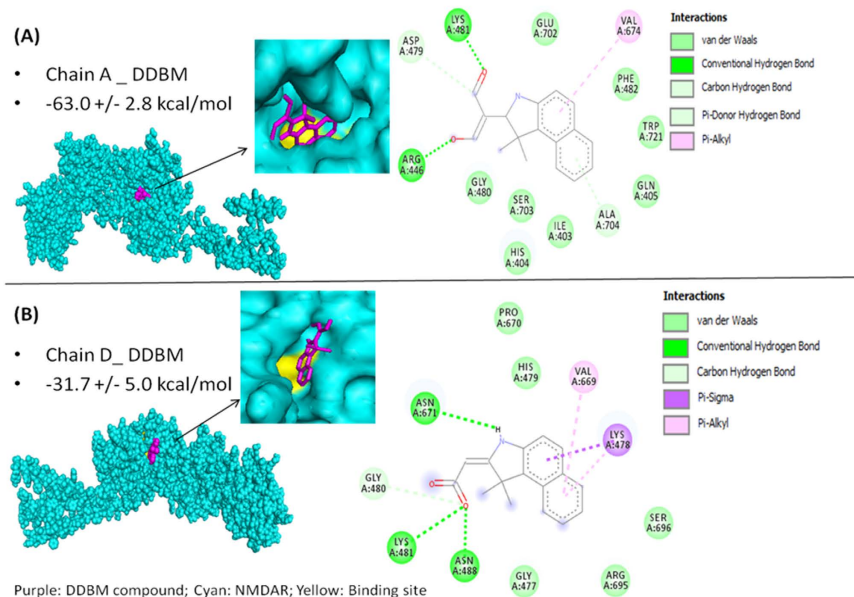 (A)
• Chain A _ DDBM
• -63.0 +/- 2.8 kcal/mol
LYS
A:481
GLU
A:702
VAL
A:674
ASP
A:479
PHE
A:482
TRP
A:721
ARG
A:446
GLY
A:480
SER
A:703
ILE
A:403
ALA
A:704
GLN
A:405
HIS
A:404
N
Interactions
van der Waals
Conventional Hydrogen Bond
Carbon Hydrogen Bond
Pi-Donor Hydrogen Bond
Pi-Alkyl
(B)
• Chain D_ DDBM
• -31.7 +/- 5.0 kcal/mol
PRO
A:670
HIS
A:479
VAL
A:669
ASN
A:671
LYS
A:478
H
N
GLY
A:480
LYS
A:481
ASN
A:488
GLY
A:477
ARG
A:695
SER
A:696
Interactions
van der Waals
Conventional Hydrogen Bond
Carbon Hydrogen Bond
Pi-Sigma
Pi-Alkyl
Purple: DDBM compound; Cyan: NMDAR; Yellow: Binding site